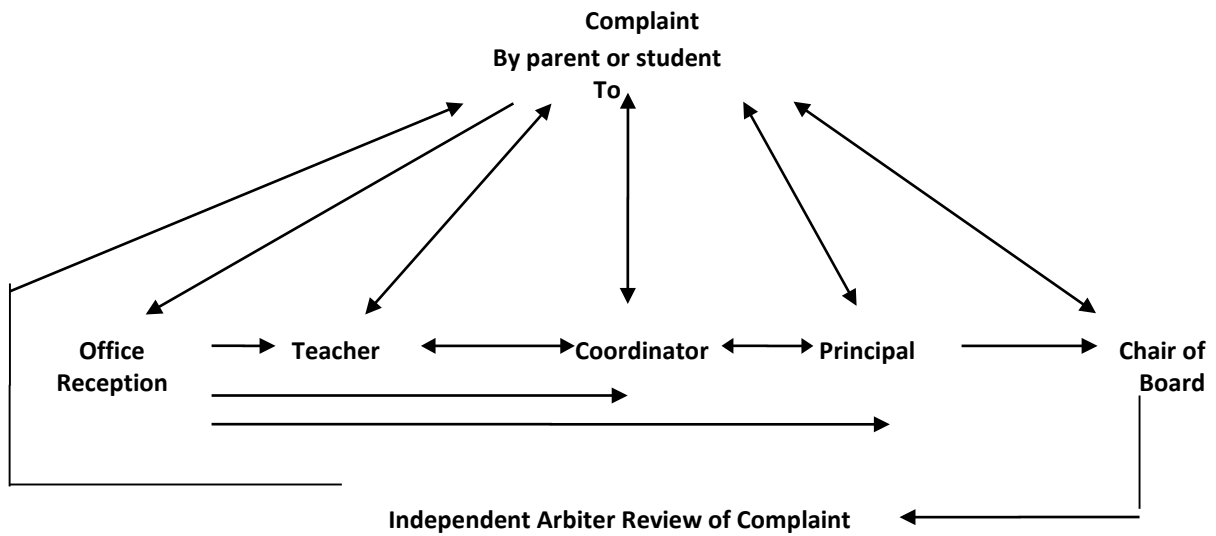 Complaint
By parent or student
To
Office
Reception
Teacher
Coordinator
Principal
Chair of
Board
Independent Arbiter Review of Complaint